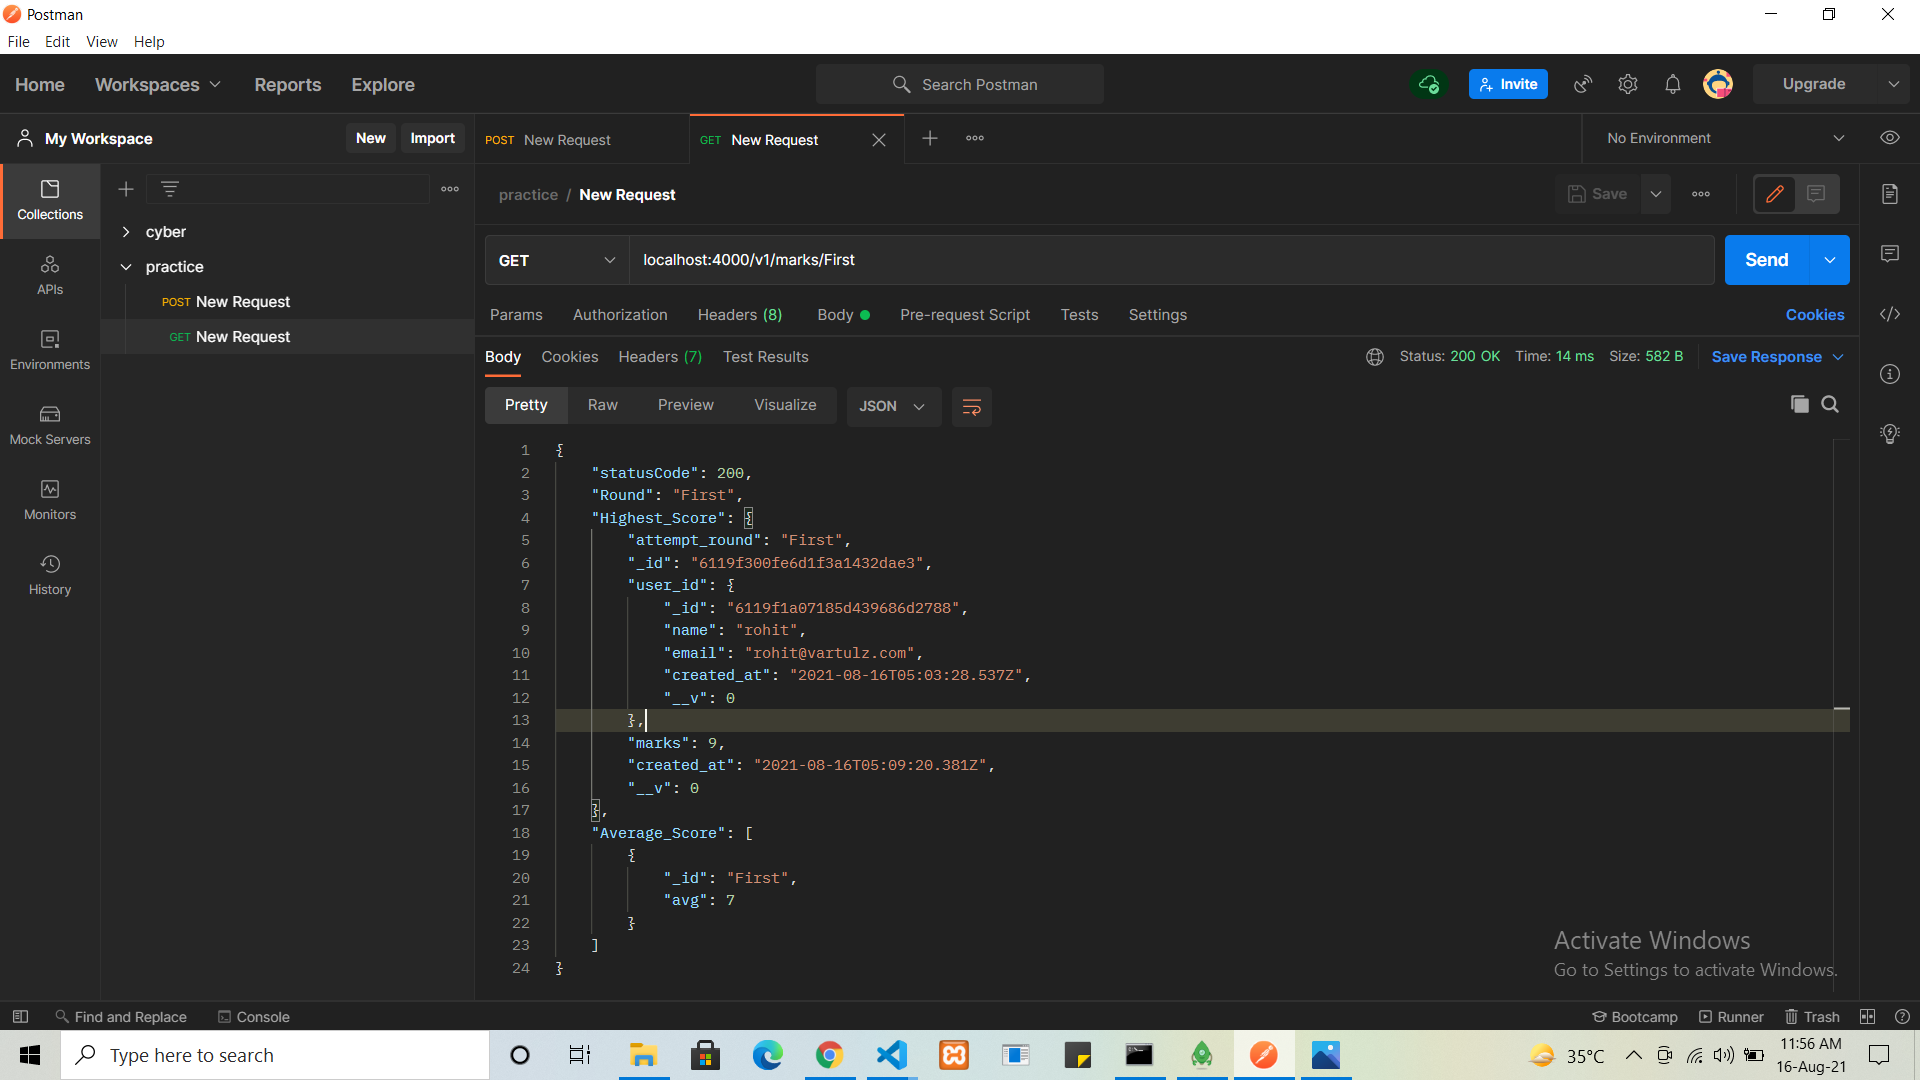 Postman
File Edit View Help
Home Workspaces Reports Explore Search Postman Invite Upgrade
My Workspace New Import POST New Request GET New Request No Environment
Collections
practice / New Request Save
cyber
practice
GET localhost:4000/v1/marks/First Send
APIs
POST New Request
Params Authorization Headers (8) Body Pre-request Script Tests Settings Cookies
GET New Request
Environments
Body Cookies Headers (7) Test Results Status: 200 OK Time: 14 ms Size: 582 B Save Response
Pretty Raw Preview Visualize JSON
Mock Servers
Monitors
History
1 {
2 "statusCode": 200,
3 "Round": "First",
4 "Highest_Score": {
5 "attempt_round": "First",
6 "_id": "6119f300fe6d1f3a1432dae3",
7 "user_id": {
8 "_id": "6119f1a07185d439686d2788",
9 "name": "rohit",
10 "email": "rohit@vartulz.com",
11 "created_at": "2021-08-16T05:03:28.537Z",
12 "__v": 0
13 },
14 "marks": 9,
15 "created_at": "2021-08-16T05:09:20.381Z",
16 "__v": 0
17 },
18 "Average_Score": [
19 {
20 "_id": "First",
21 "avg": 7
22 }
23 ]
24 }
Activate Windows
Go to Settings to activate Windows.
Find and Replace Console Bootcamp Runner Trash
Type here to search 35°C 11:56 AM
16-Aug-21